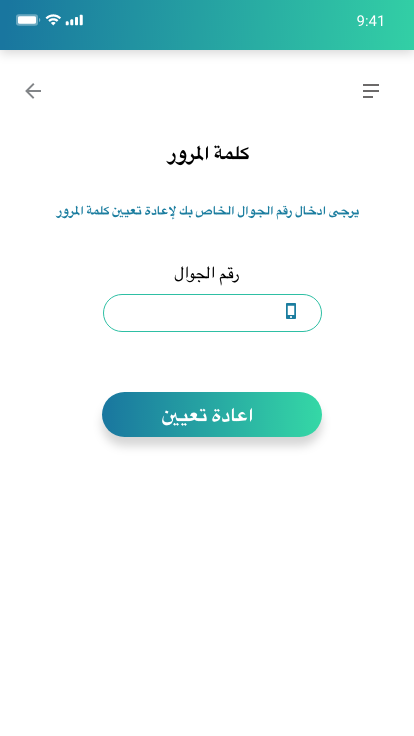 9:41
كلمة المرور
يرجى ادخال رقم الجوال الخاص بك لإعادة تعيين كلمة المرور
رقم الجوال
اعادة تعيين